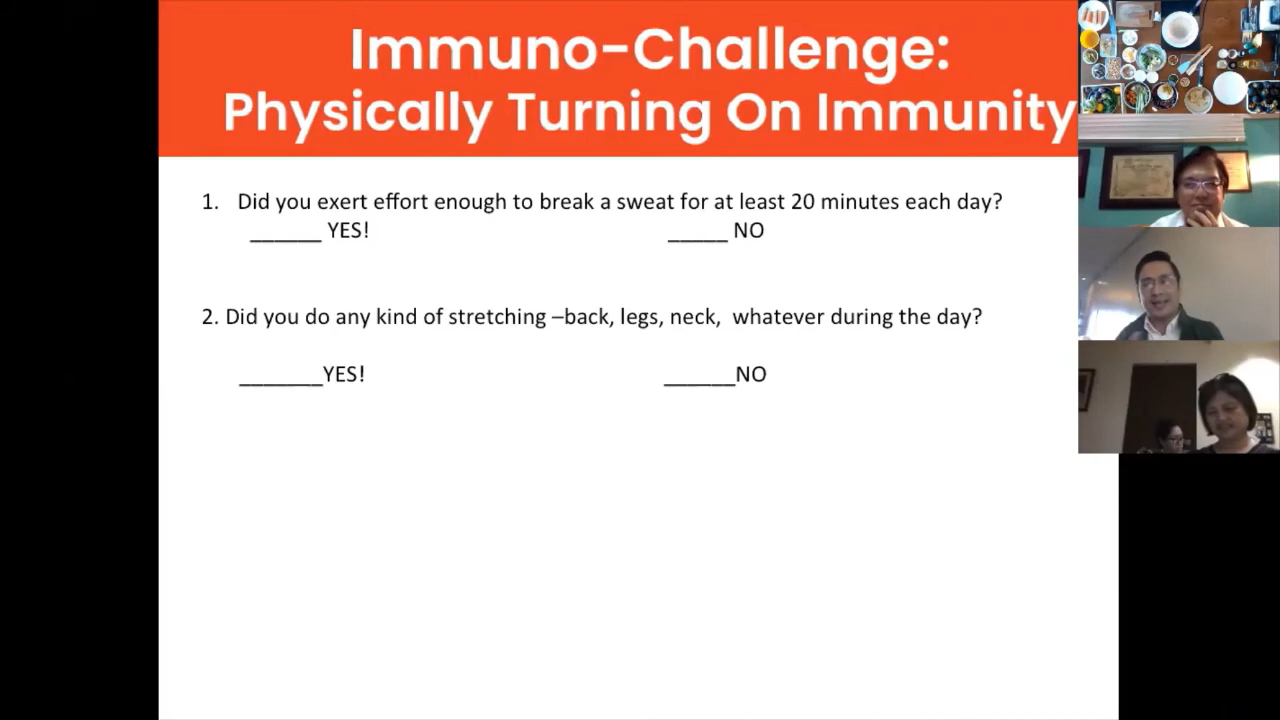 Immuno-Challenge:
Physically Turning On Immunity
1. Did you exert effort enough to break a sweat for at least 20 minutes each day?
______ YES! _____ NO
2. Did you do any kind of stretching –back, legs, neck, whatever during the day?
_______YES! ______NO